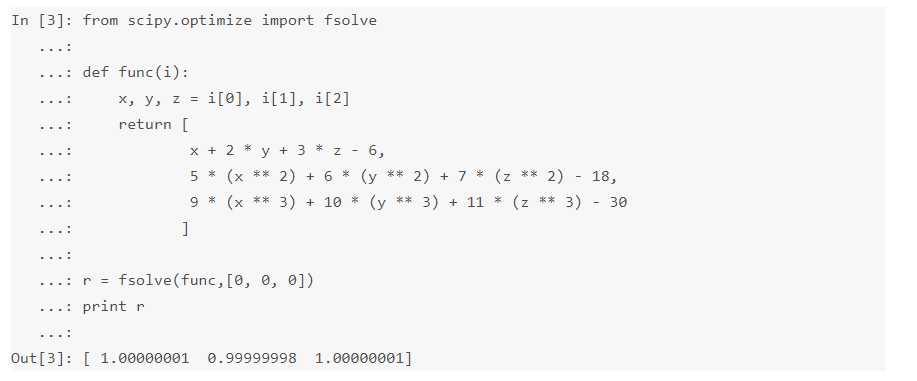 In [3]: from scipy.optimize import fsolve
   ...:
   ...: def func(i):
   ...:     x, y, z = i[0], i[1], i[2]
   ...:     return [
   ...:             x + 2 * y + 3 * z - 6,
   ...:             5 * (x ** 2) + 6 * (y ** 2) + 7 * (z ** 2) - 18,
   ...:             9 * (x ** 3) + 10 * (y ** 3) + 11 * (z ** 3) - 30
   ...:            ]
   ...:
   ...: r = fsolve(func,[0, 0, 0])
   ...: print r
   ...:
Out[3]: [ 1.00000001  0.99999998  1.00000001]